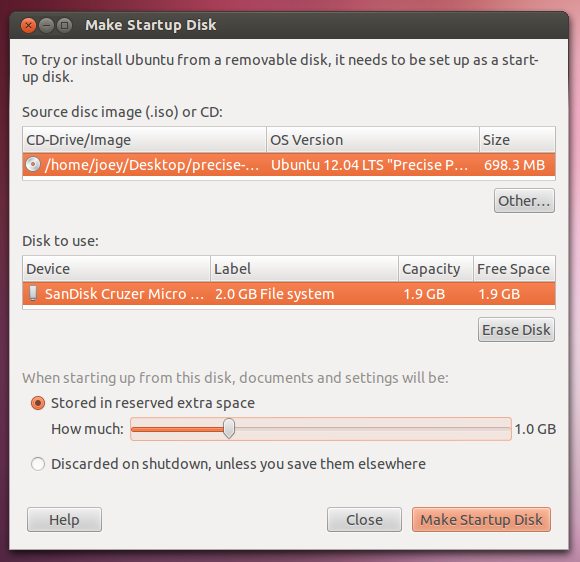 Make Startup Disk
To try or install Ubuntu from a removable disk, it needs to be set up as a start-
up disk.
Source disc image (.iso) or CD:
CD-Drive/Image OS Version Size
/home/joey/Desktop/precise-... Ubuntu 12.04 LTS "Precise P... 698.3 MB
Other...
Disk to use:
Device Label Capacity Free Space
SanDisk Cruzer Micro ... 2.0 GB File system 1.9 GB 1.9 GB
Erase Disk
When starting up from this disk, documents and settings will be:
Stored in reserved extra space
How much: 1.0 GB
Discarded on shutdown, unless you save them elsewhere
Help Close Make Startup Disk